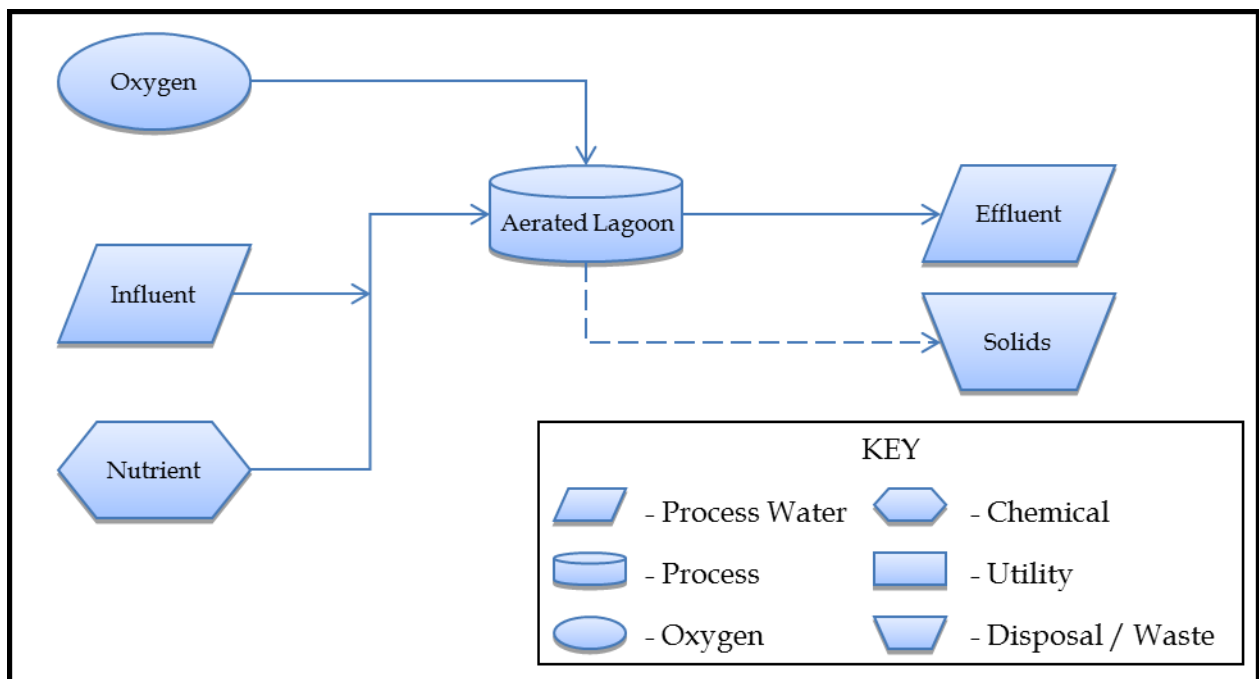 Oxygen
Aerated Lagoon
Effluent
Influent
Solids
Nutrient
KEY
- Process Water
- Chemical
- Process
- Utility
- Oxygen
- Disposal / Waste